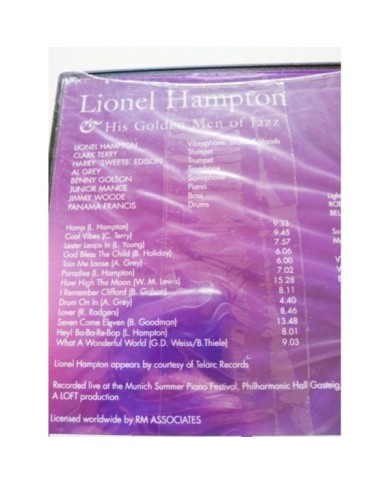 Lionel Hampton
& His Golden Men of Jazz
LIONEL HAMPTON Vibraphone, Vocals
CLARK TERRY Trumpet
HARRY 'SWEETS' EDISON Trumpet
AL GREY
BENNY GOLSON Saxophone
JUNIOR MANCE Piano
JIMMY WOODE Bass
PANAMA FRANCIS Drums
Hamp (L. Hampton) 9.33
Cool Vibes (C. Terry) 9.45
Lester Leaps In (L. Young) 7.57
God Bless The Child (B. Holiday) 6.06
Toin Me Loose (A. Grey) 6.00
Paradise (L. Hampton) 7.02
How High The Moon (W. M. Lewis) 15.28
I Remember Clifford (B. Golson) 8.11
Drum On In (A. Grey) 4.40
Lover (R. Rodgers) 8.46
Seven Come Eleven (B. Goodman) 13.48
Hey! Ba-Ba-Re-Bop (L. Hampton) 8.01
What A Wonderful World (G.D. Weiss/B.Thiele) 9.03
Lionel Hampton appears by courtesy of Telarc Records
Recorded live at the Munich Summer Piano Festival, Philharmonic Hall Gasteig,
A LOFT production
Licensed worldwide by RM ASSOCIATES